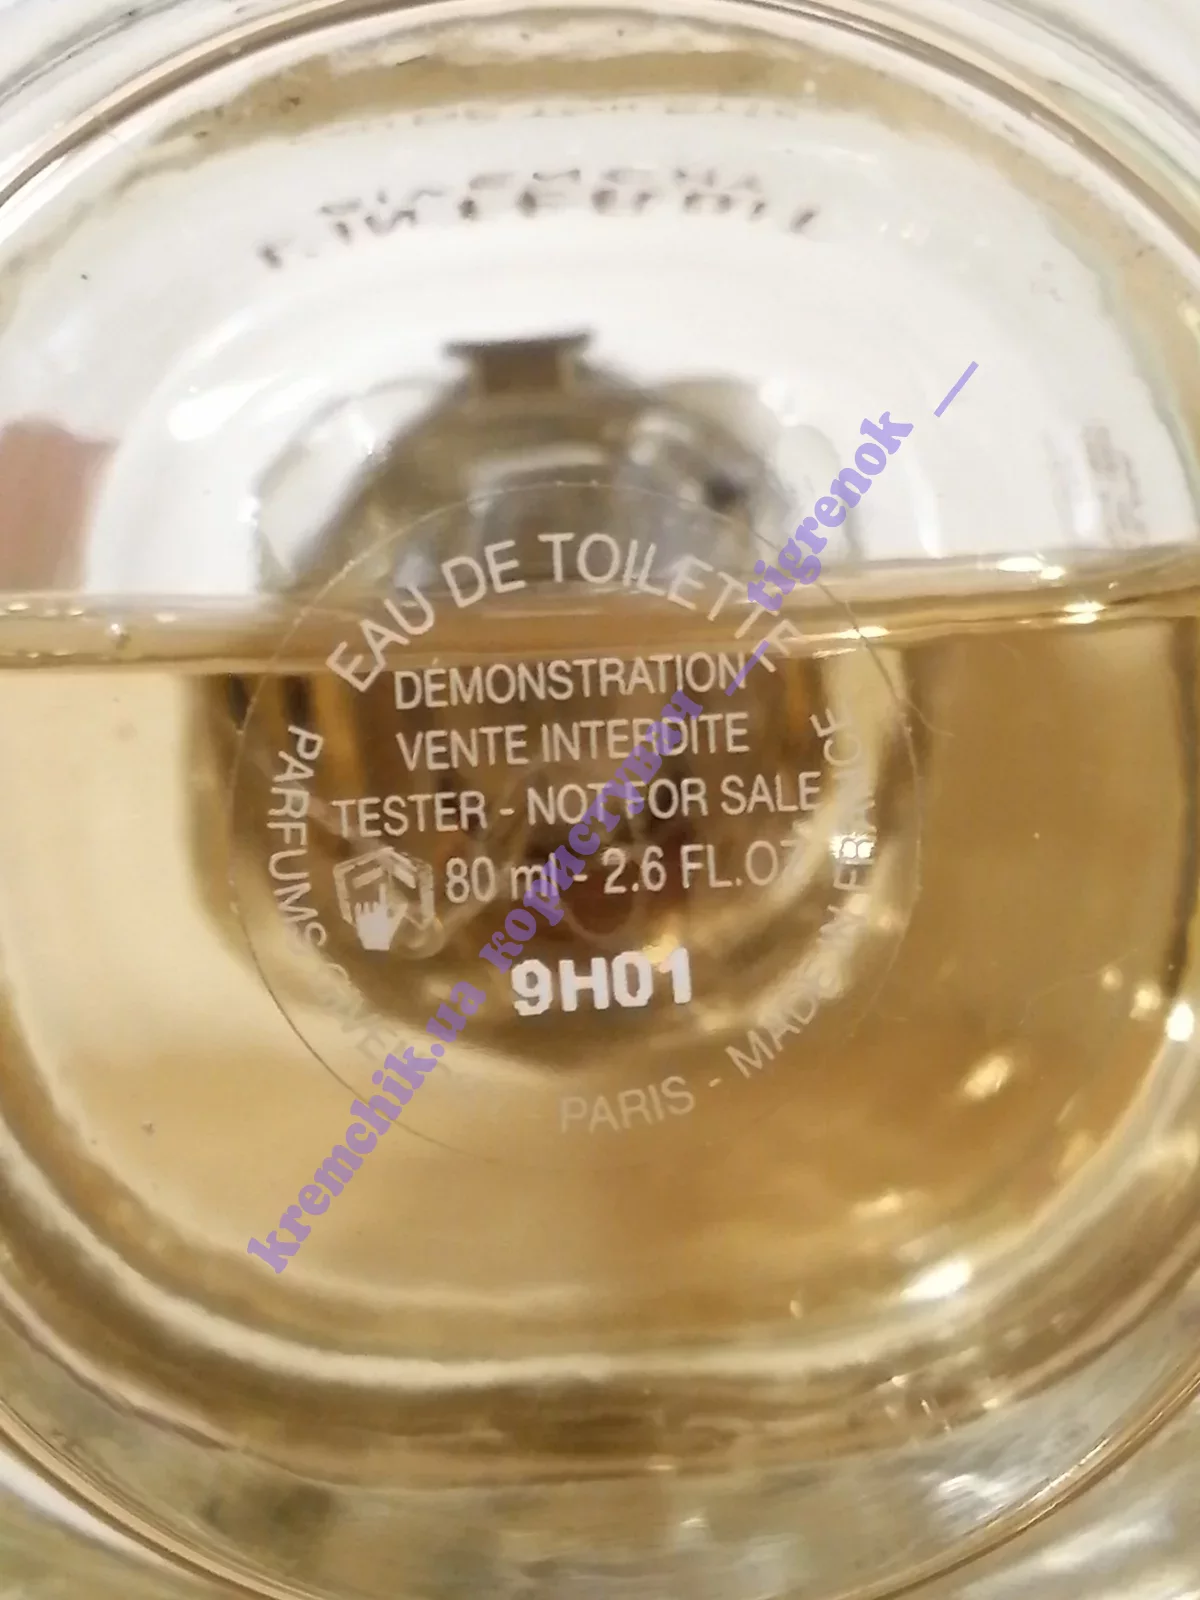 EAU DE TOILETTE
DÉMONSTRATION
VENTE INTERDITE
TESTER - NOT FOR SALE
80 ml - 2.6 FL.OZ
9H01
PARFUMS
PARIS - MADE IN FRANCE
kremchik.ua користувач __tigrenok__